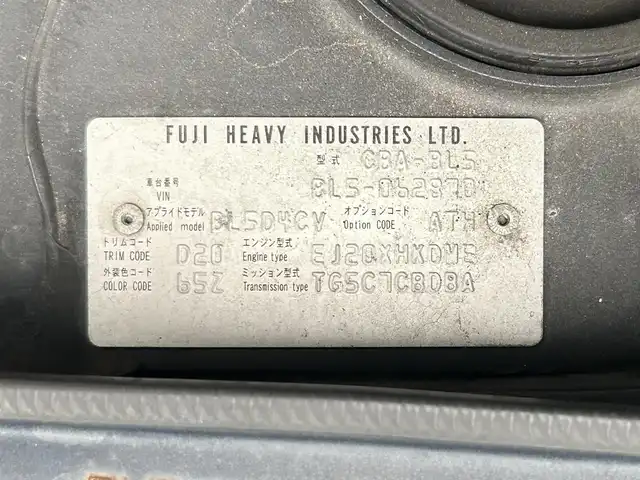 FUJI HEAVY INDUSTRIES LTD.
型式 CBA-BL5
車台番号 VIN BL5-062870
アプライドモデル Applied model BL5D4CV オプションコード Option CODE ATH
トリムコード TRIM CODE D20 エンジン型式 Engine type EJ20XHKDWE
外装色コード COLOR CODE 65Z ミッション型式 Transmission type TG5C7CBDBA